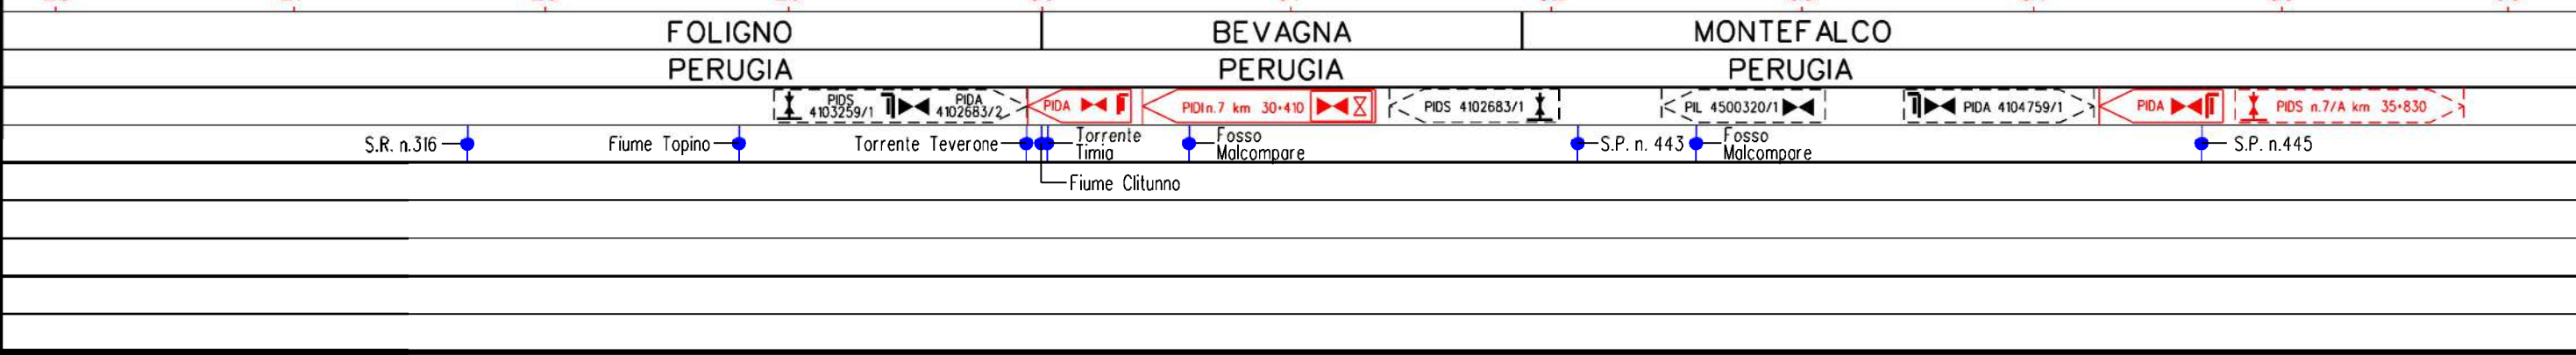 FOLIGNO BEVAGNA MONTEFALCO
PERUGIA PERUGIA PERUGIA
PIDS 4103259/1
PIDA 4102683/2
PIDA
PIDI n.7 km 30+410
PIDS 4102683/1
PIL 4500320/1
PIDA 4104759/1
PIDA
PIDS n.7/A km 35+830
S.R. n.316
Fiume Topino
Torrente Teverone
Torrente
Timia
Fosso
Malcompare
S.P. n. 443
Fosso
Malcompare
S.P. n.445
Fiume Clitunno